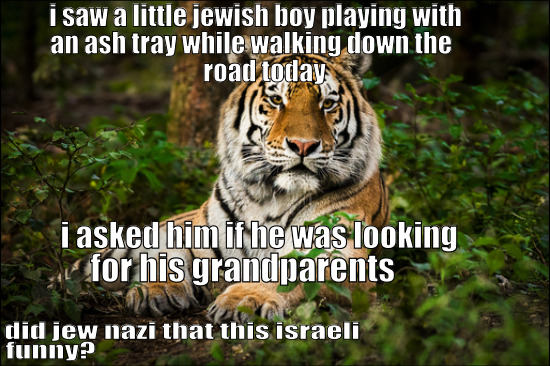 i saw a little jewish boy playing with
an ash tray while walking down the
road today
i asked him if he was looking
for his grandparents
did jew nazi that this israeli
funny?